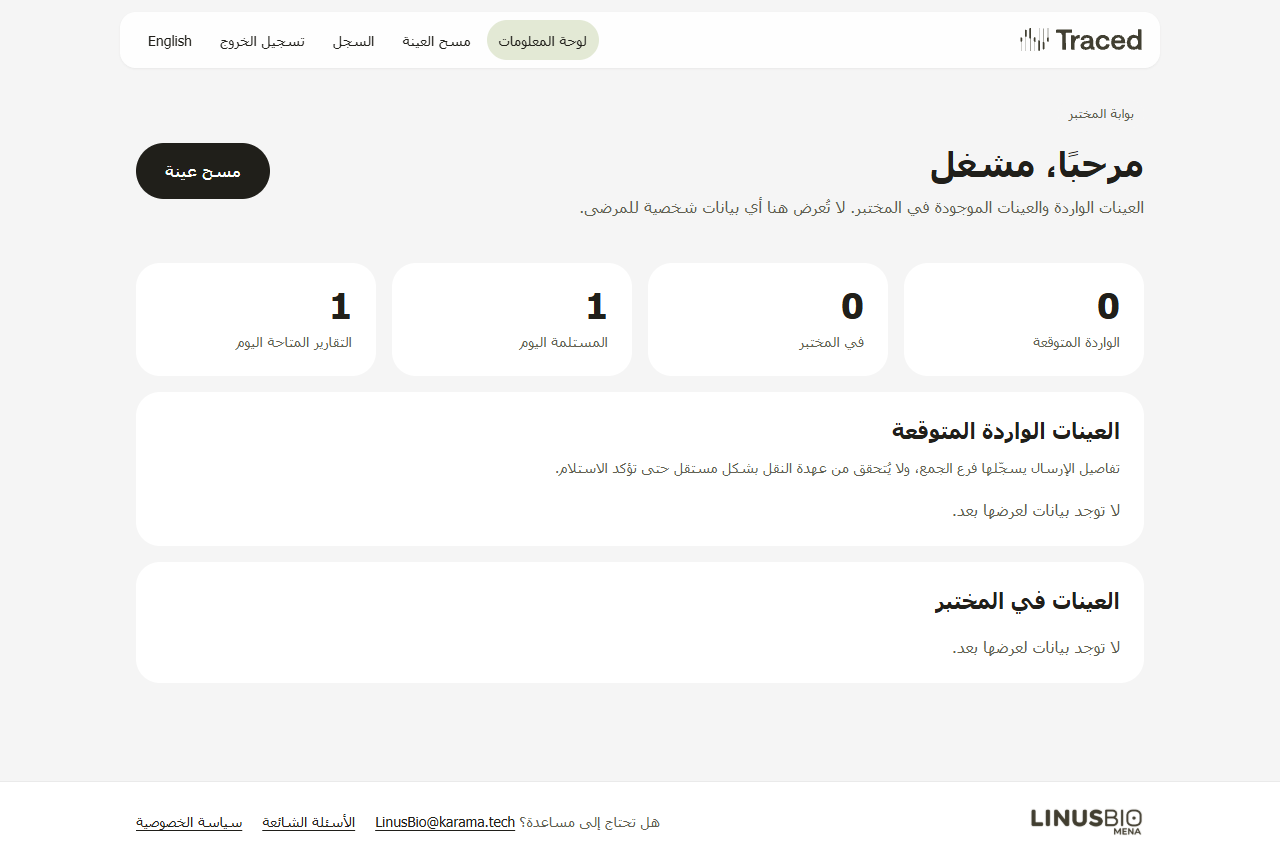 Traced
لوحة المعلومات
مسح العينة
السجل
تسجيل الخروج
English
بوابة المختبر
مرحبًا، مشغل
العينات الواردة والعينات الموجودة في المختبر. لا تُعرض هنا أي بيانات شخصية للمرضى.
مسح عينة
0
الواردة المتوقعة
0
في المختبر
1
المستلمة اليوم
1
التقارير المتاحة اليوم
العينات الواردة المتوقعة
تفاصيل الإرسال يسجّلها فرع الجمع، ولا يُتحقق من عهدة النقل بشكل مستقل حتى تؤكد الاستلام.
لا توجد بيانات لعرضها بعد.
العينات في المختبر
لا توجد بيانات لعرضها بعد.
LINUSBIO
MENA
هل تحتاج إلى مساعدة؟ LinusBio@karama.tech
الأسئلة الشائعة
سياسة الخصوصية